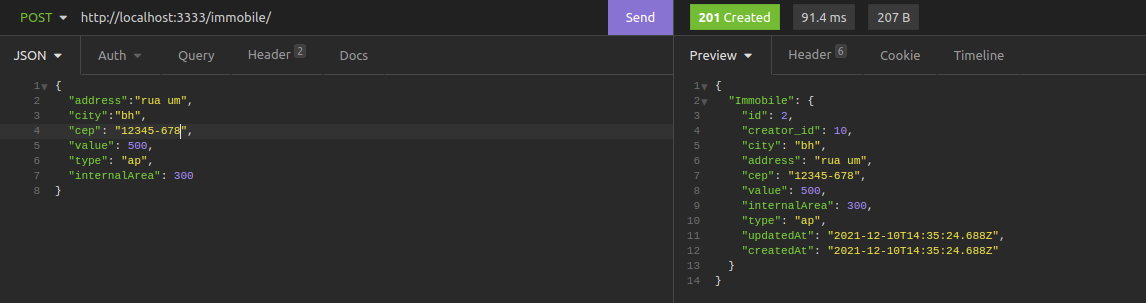 POST http://localhost:3333/immobile/ Send 201 Created 91.4 ms 207 B
JSON Auth Query Header 2 Docs
1 {
2 "address":"rua um",
3 "city":"bh",
4 "cep": "12345-678",
5 "value": 500,
6 "type": "ap",
7 "internalArea": 300
8 }
Preview Header 6 Cookie Timeline
1 {
2 "Immobile": {
3 "id": 2,
4 "creator_id": 10,
5 "city": "bh",
6 "address": "rua um",
7 "cep": "12345-678",
8 "value": 500,
9 "internalArea": 300,
10 "type": "ap",
11 "updatedAt": "2021-12-10T14:35:24.688Z",
12 "createdAt": "2021-12-10T14:35:24.688Z"
13 }
14 }